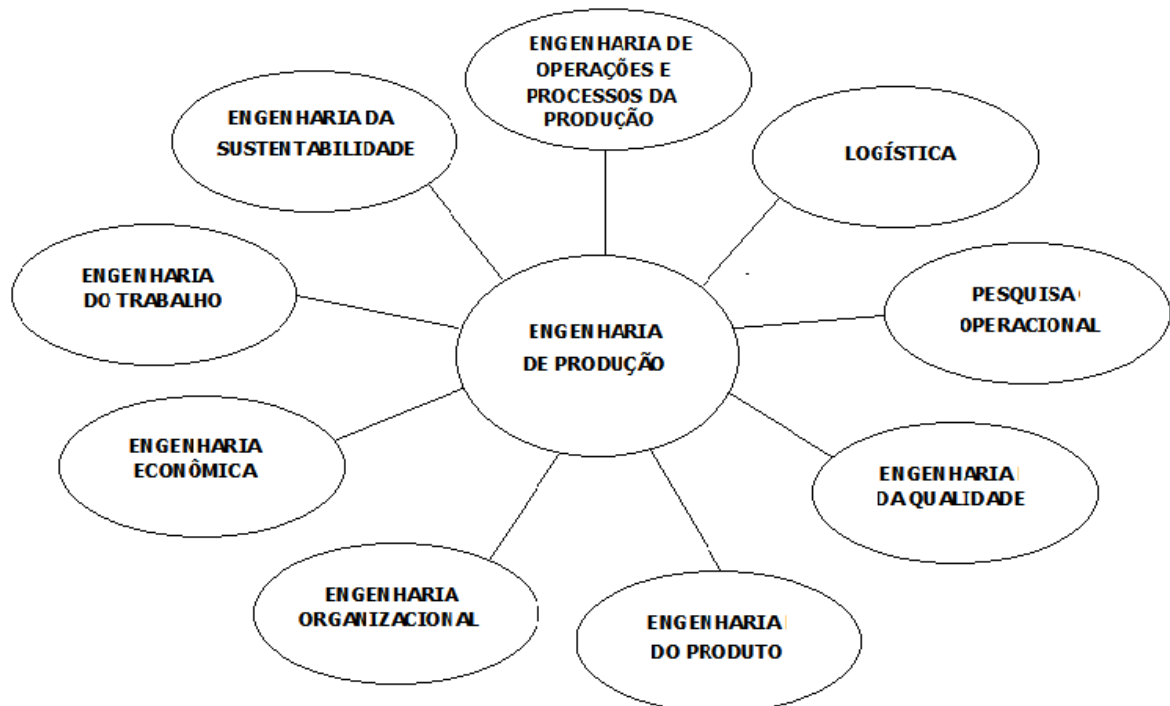 ENGENHARIA DE
OPERAÇÕES E
PROCESSOS DA
PRODUÇÃO
ENGENHARIA DA
SUSTENTABILIDADE
LOGÍSTICA
ENGENHARIA
DO TRABALHO
PESQUISA
OPERACIONAL
ENGENHARIA
DE PRODUÇÃO
ENGENHARIA
ECONÔMICA
ENGENHARIA
DA QUALIDADE
ENGENHARIA
ORGANIZACIONAL
ENGENHARIA
DO PRODUTO